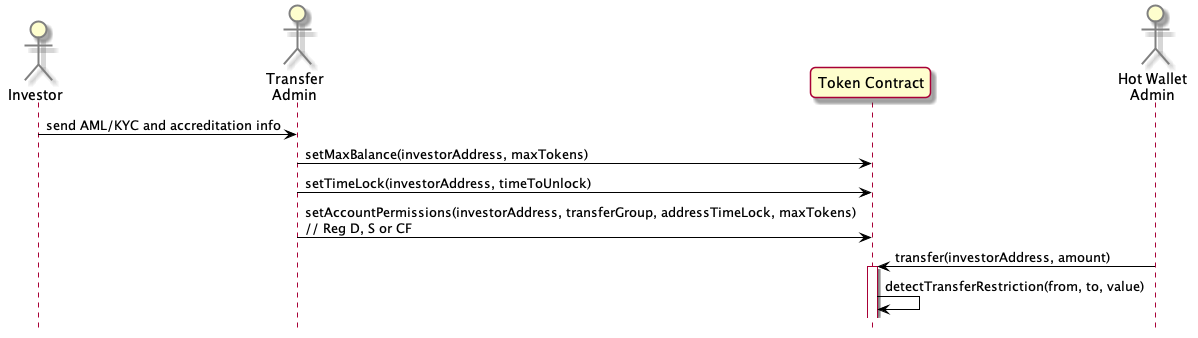 Investor
Transfer
Admin
Token Contract
Hot Wallet
Admin
send AML/KYC and accreditation info
setMaxBalance(investorAddress, maxTokens)
setTimeLock(investorAddress, timeToUnlock)
setAccountPermissions(investorAddress, transferGroup, addressTimeLock, maxTokens)
// Reg D, S or CF
transfer(investorAddress, amount)
detectTransferRestriction(from, to, value)